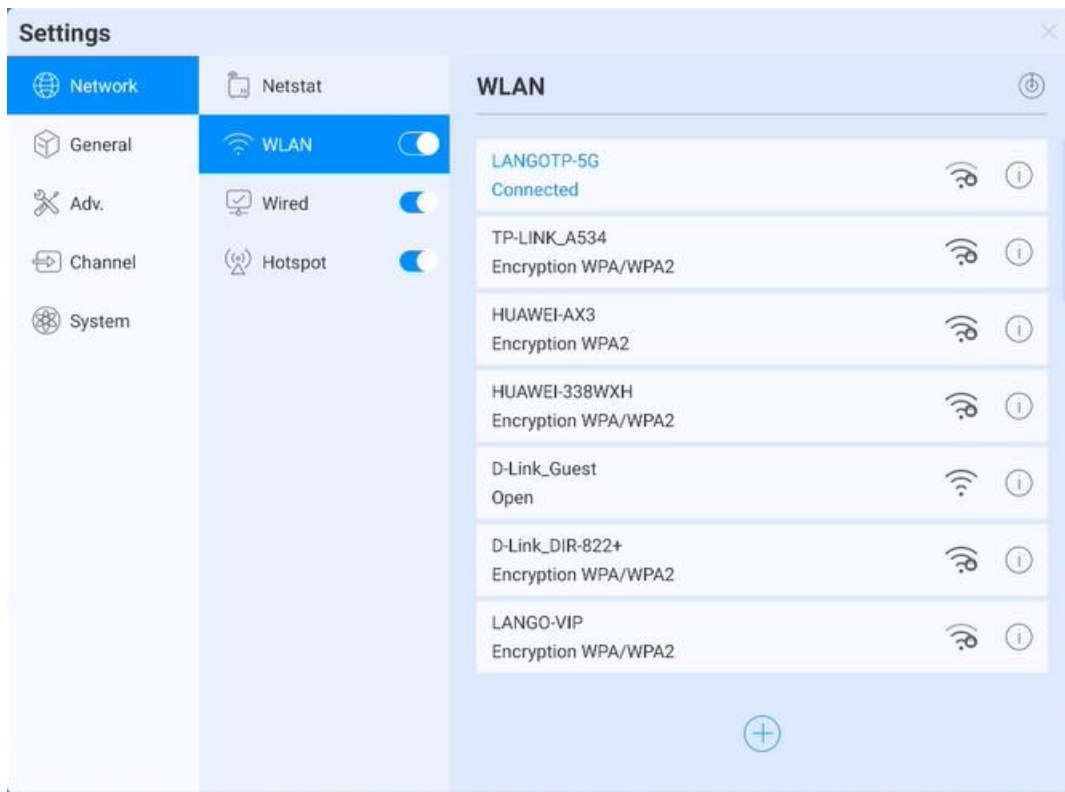 Settings
Network
General
Adv.
Channel
System
Netstat
WLAN
Wired
Hotspot
WLAN
LANGOTP-5G
Connected
TP-LINK_A534
Encryption WPA/WPA2
HUAWEI-AX3
Encryption WPA2
HUAWEI-338WXH
Encryption WPA/WPA2
D-Link_Guest
Open
D-Link_DIR-822+
Encryption WPA/WPA2
LANGO-VIP
Encryption WPA/WPA2